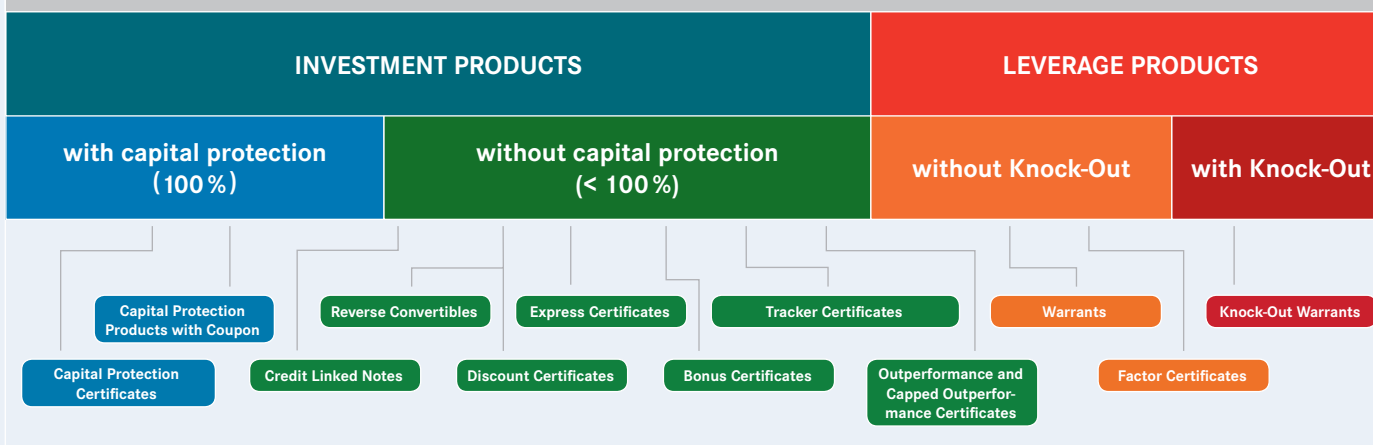 INVESTMENT PRODUCTS
LEVERAGE PRODUCTS
with capital protection
(100 %)
without capital protection
(< 100 %)
without Knock-Out
with Knock-Out
Capital Protection
Products with Coupon
Reverse Convertibles
Express Certificates
Tracker Certificates
Warrants
Knock-Out Warrants
Capital Protection
Certificates
Credit Linked Notes
Discount Certificates
Bonus Certificates
Outperformance and
Capped Outperfor-
mance Certificates
Factor Certificates